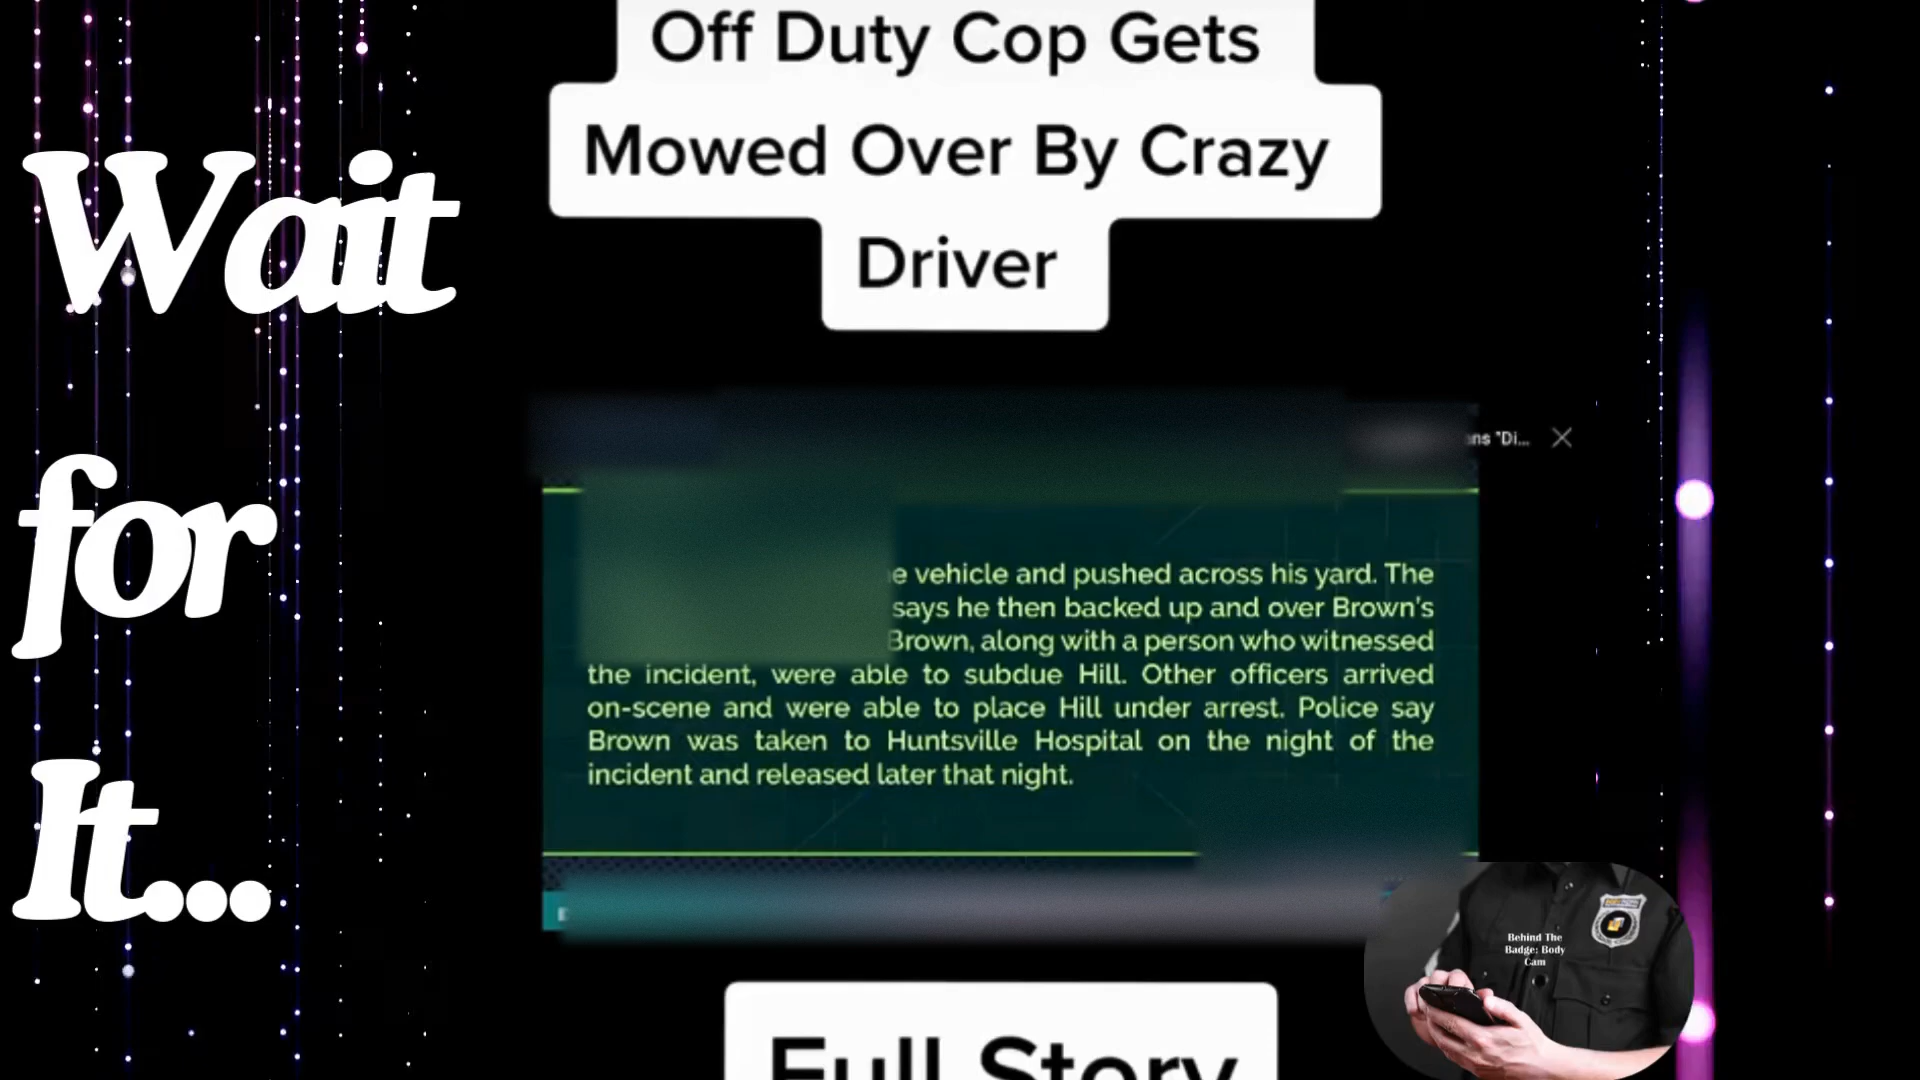 Off Duty Cop Gets
Mowed Over By Crazy
Driver
Wait
for
It...
ns "Di...
vehicle and pushed across his yard. The
says he then backed up and over Brown's
Brown, along with a person who witnessed
the incident, were able to subdue Hill. Other officers arrived
on-scene and were able to place Hill under arrest. Police say
Brown was taken to Huntsville Hospital on the night of the
incident and released later that night.
Behind The
Badge: Body
Cam
Full Story